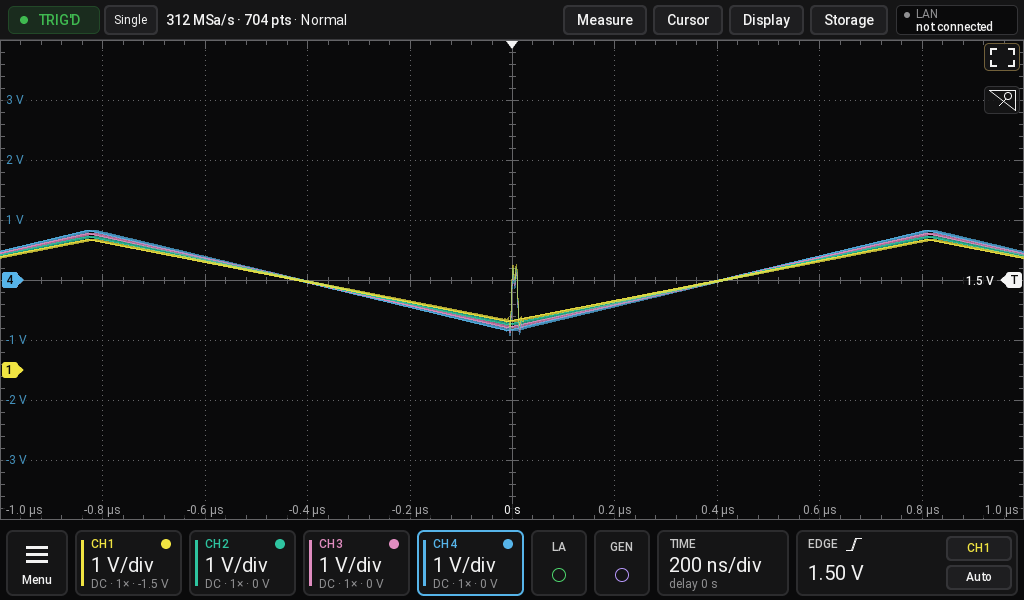 TRIG'D
Single
312 MSa/s · 704 pts · Normal
Measure
Cursor
Display
Storage
LAN
not connected
3 V
2 V
1 V
4
1.5 V
T
-1 V
1
-2 V
-3 V
-1.0 µs
-0.8 µs
-0.6 µs
-0.4 µs
-0.2 µs
0 s
0.2 µs
0.4 µs
0.6 µs
0.8 µs
1.0 µs
Menu
CH1
1 V/div
DC · 1× · -1.5 V
CH2
1 V/div
DC · 1× · 0 V
CH3
1 V/div
DC · 1× · 0 V
CH4
1 V/div
DC · 1× · 0 V
LA
GEN
TIME
200 ns/div
delay 0 s
EDGE
1.50 V
CH1
Auto